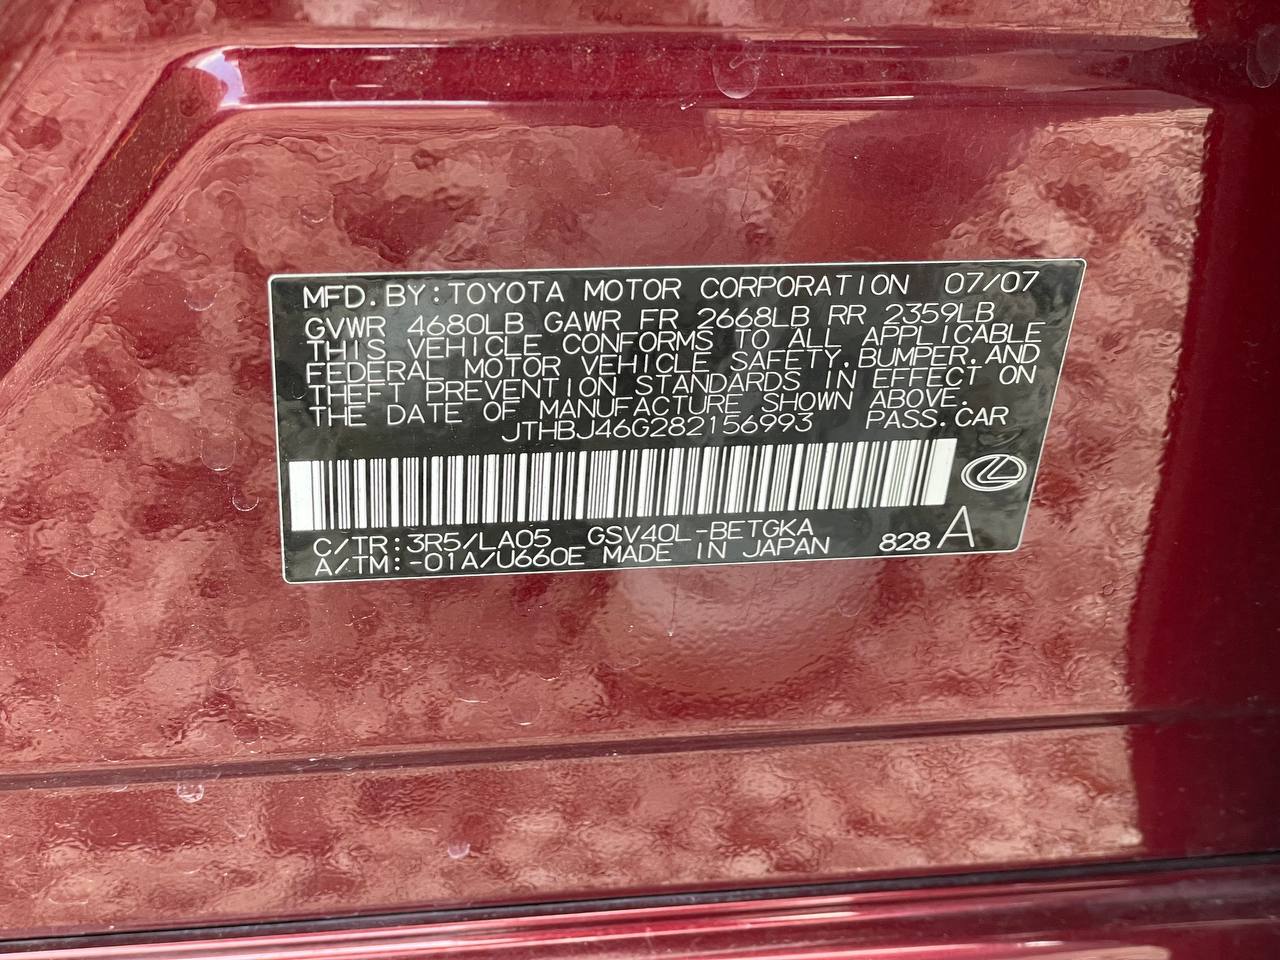 MFD. BY: TOYOTA MOTOR CORPORATION 07/07
GVWR 4680LB GAWR FR 2668LB RR 2359LB
THIS VEHICLE CONFORMS TO ALL APPLICABLE
FEDERAL MOTOR VEHICLE SAFETY, BUMPER, AND
THEFT PREVENTION STANDARDS IN EFFECT ON
THE DATE OF MANUFACTURE SHOWN ABOVE.
JTHBJ46G282156993 PASS. CAR
C/TR: 3R5/LA05 GSV40L-BETGKA
A/TM: -01A/U660E MADE IN JAPAN 828 A